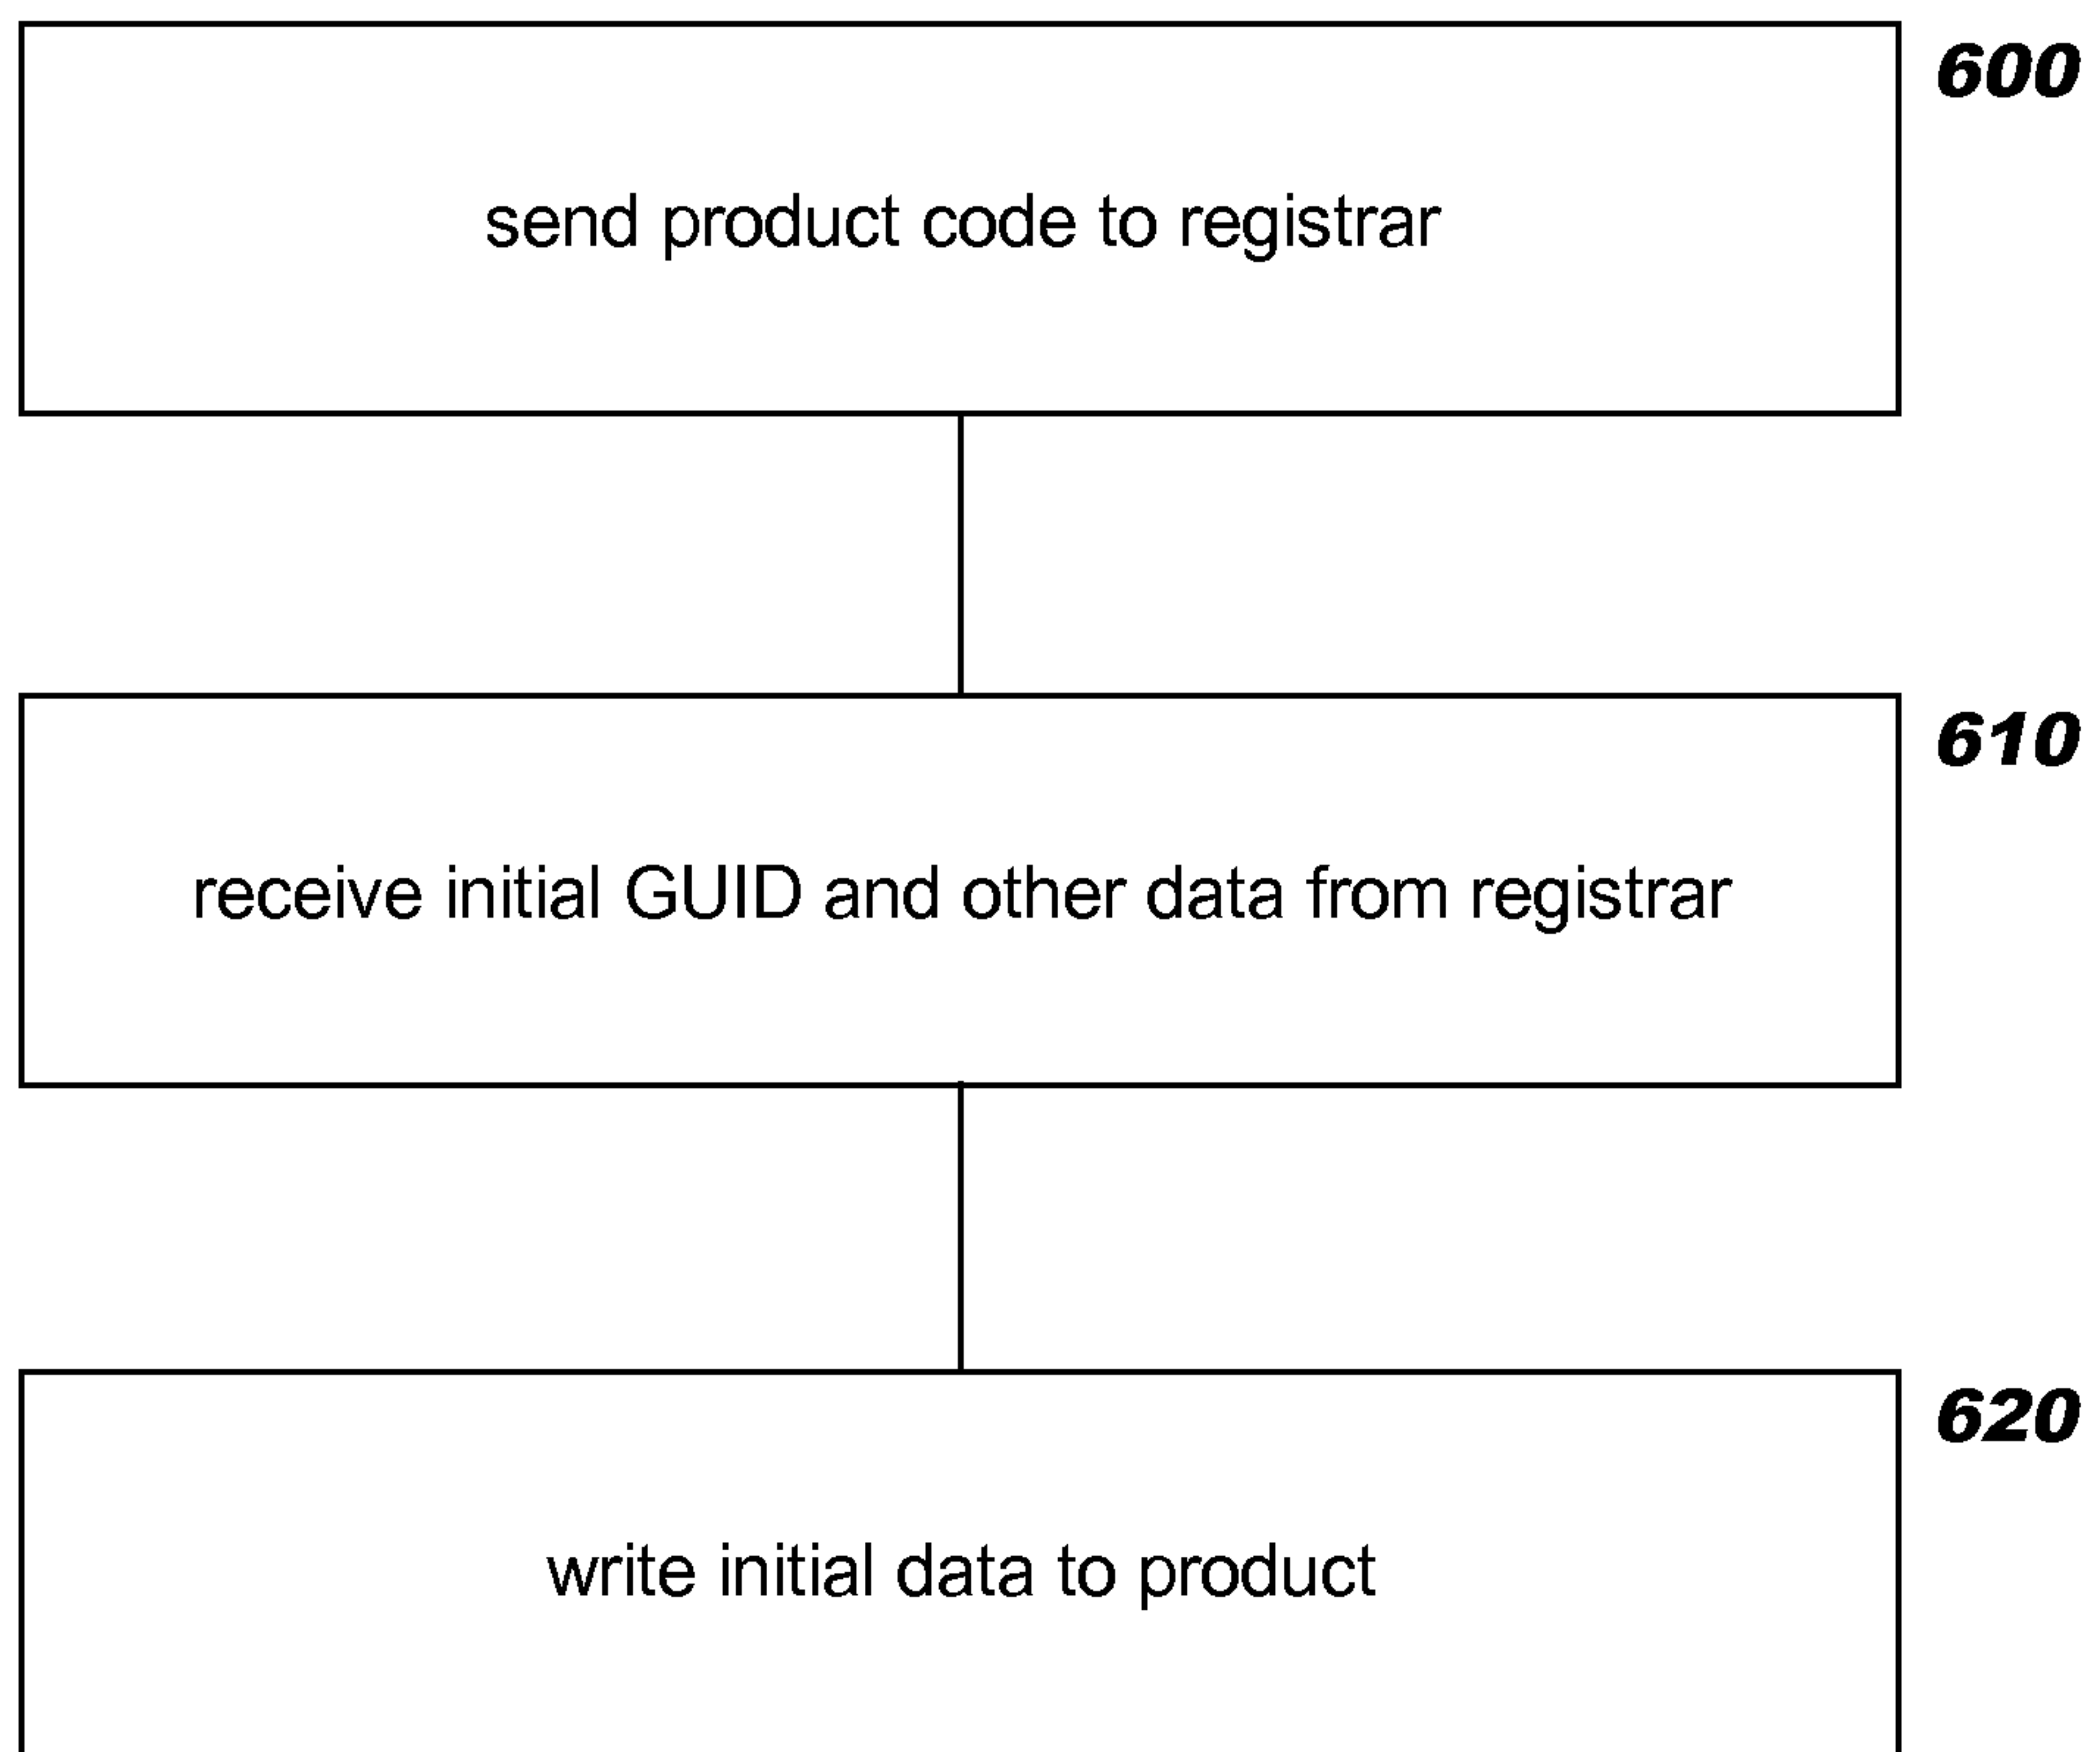 600
send product code to registrar
610
receive initial GUID and other data from registrar
620
write initial data to product